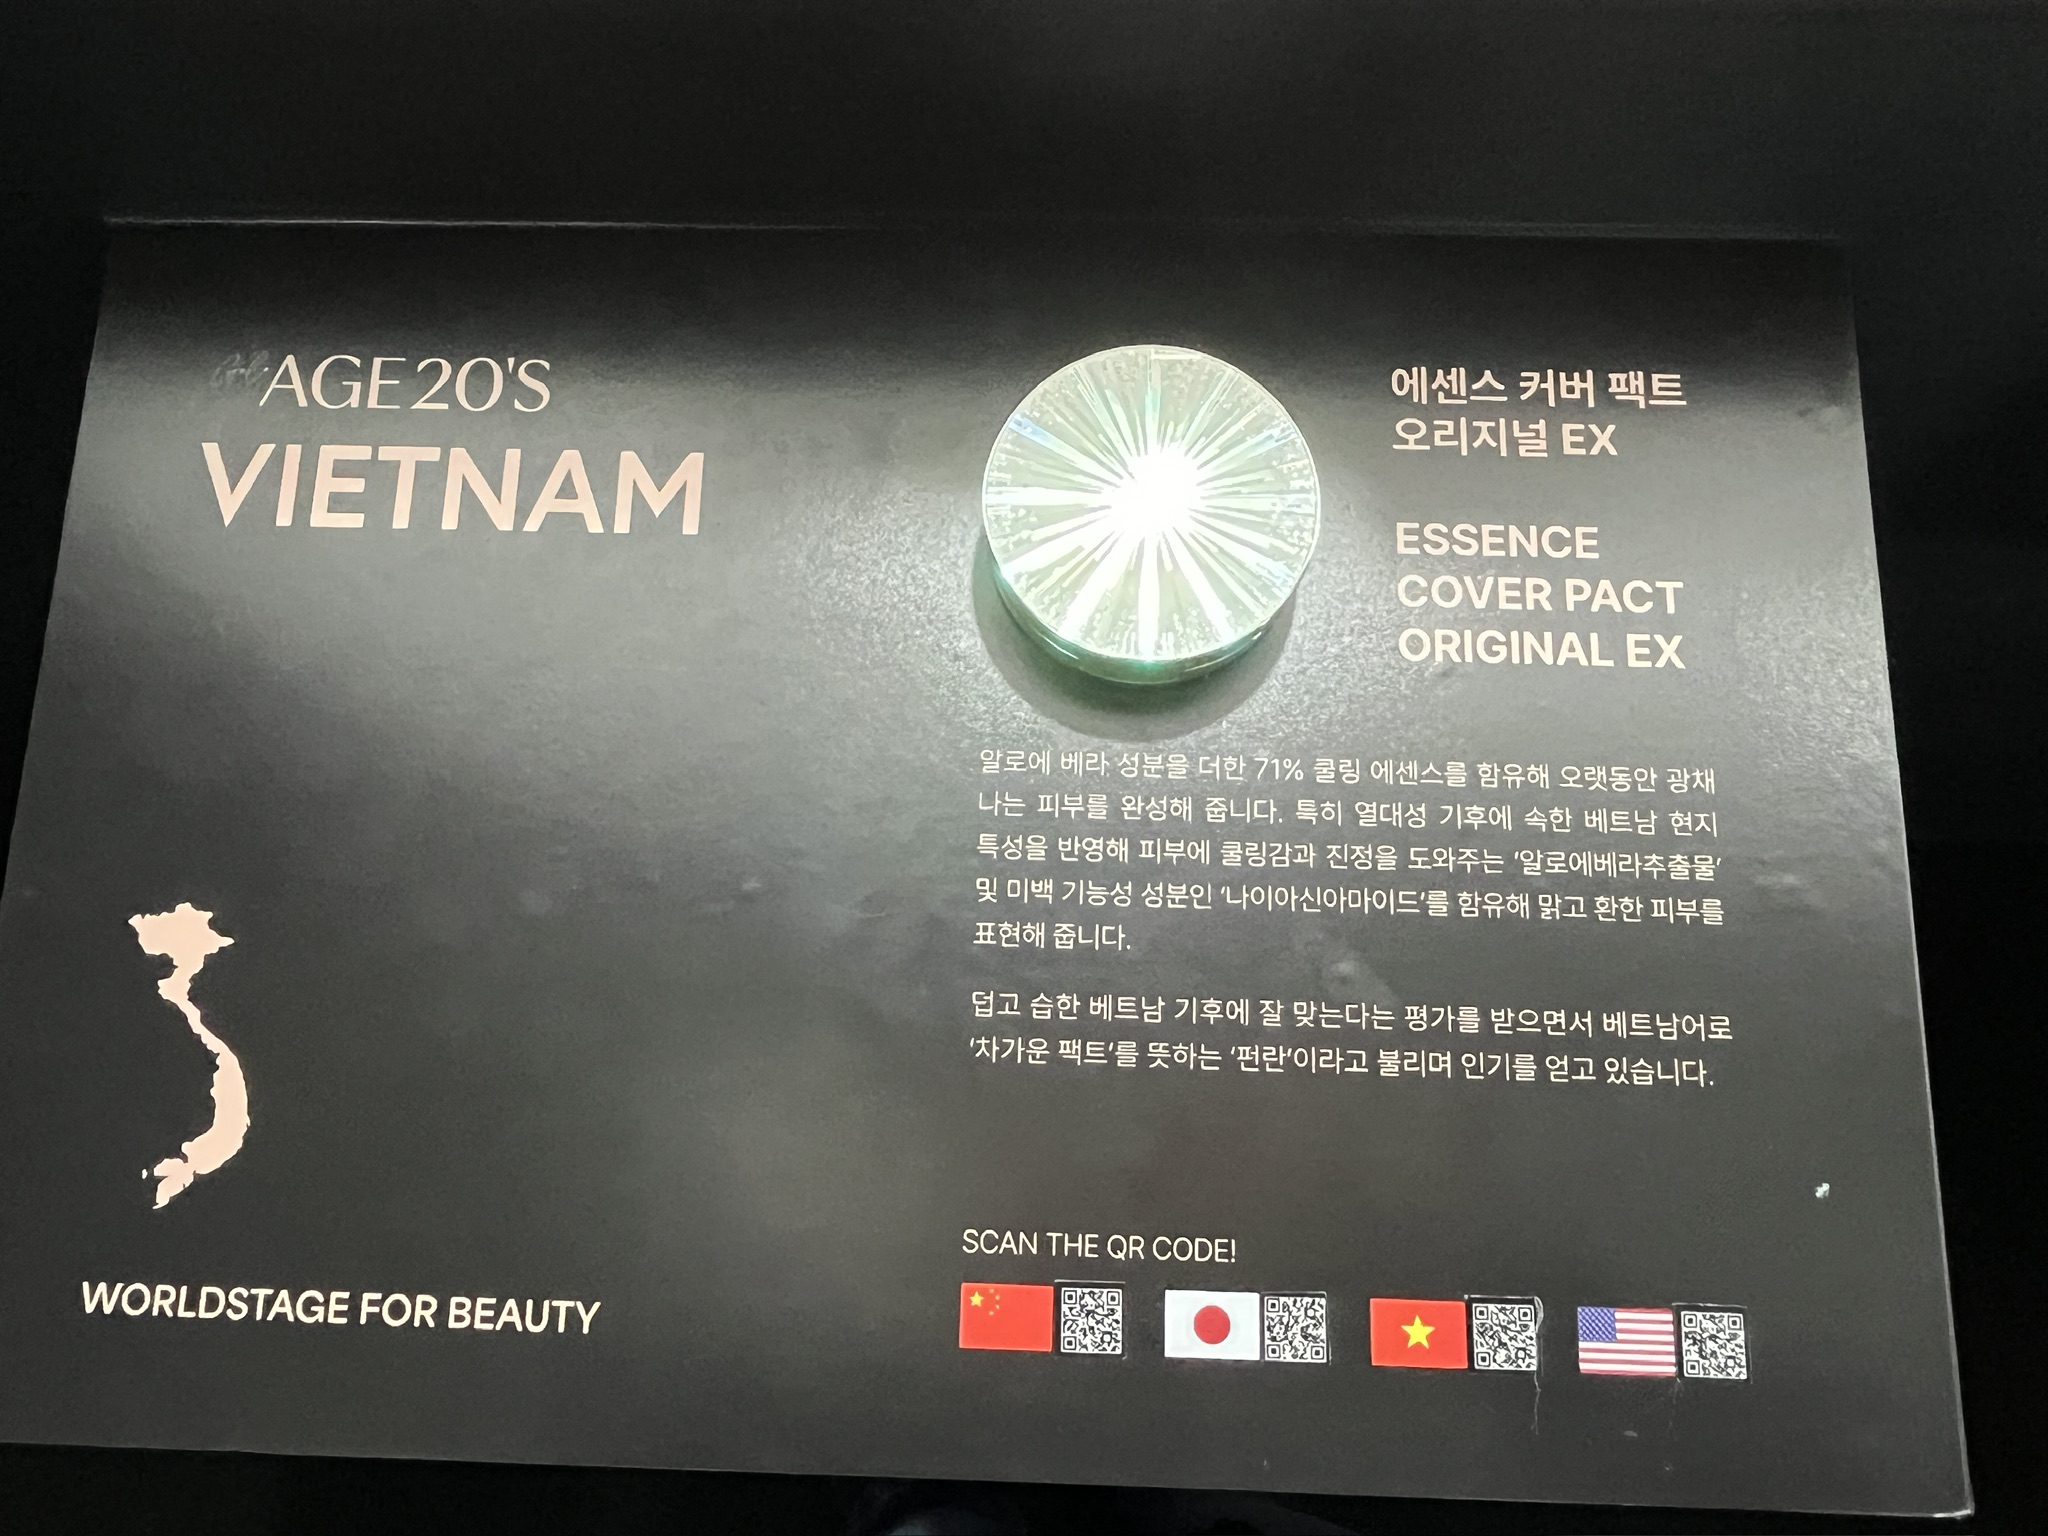 AGE20'S
VIETNAM
에센스 커버 팩트
오리지널 EX
ESSENCE
COVER PACT
ORIGINAL EX
알로에 베라 성분을 더한 71% 쿨링 에센스를 함유해 오랫동안 광채
나는 피부를 완성해 줍니다. 특히 열대성 기후에 속한 베트남 현지
특성을 반영해 피부에 쿨링감과 진정을 도와주는 '알로에베라추출물'
및 미백 기능성 성분인 '나이아신아마이드'를 함유해 맑고 환한 피부를
표현해 줍니다.
덥고 습한 베트남 기후에 잘 맞는다는 평가를 받으면서 베트남어로
'차가운 팩트'를 뜻하는 '펀란'이라고 불리며 인기를 얻고 있습니다.
SCAN THE QR CODE!
WORLDSTAGE FOR BEAUTY